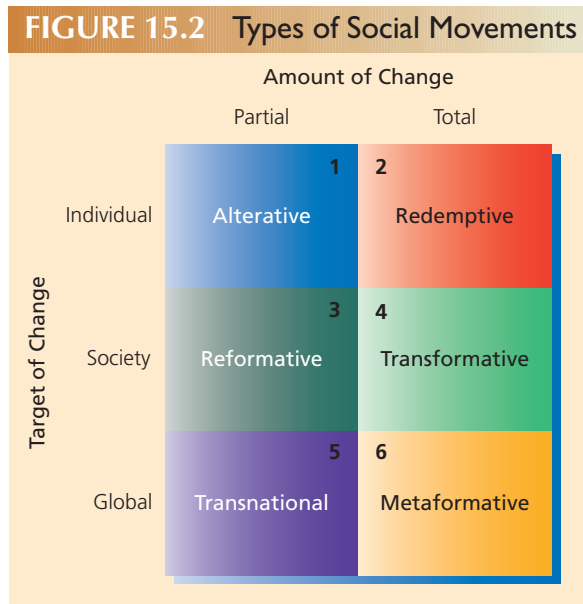 FIGURE 15.2 Types of Social Movements
Amount of Change
Partial Total
1 2
Individual Alterative Redemptive
3 4
Target of Change
Society Reformative Transformative
5 6
Global Transnational Metaformative